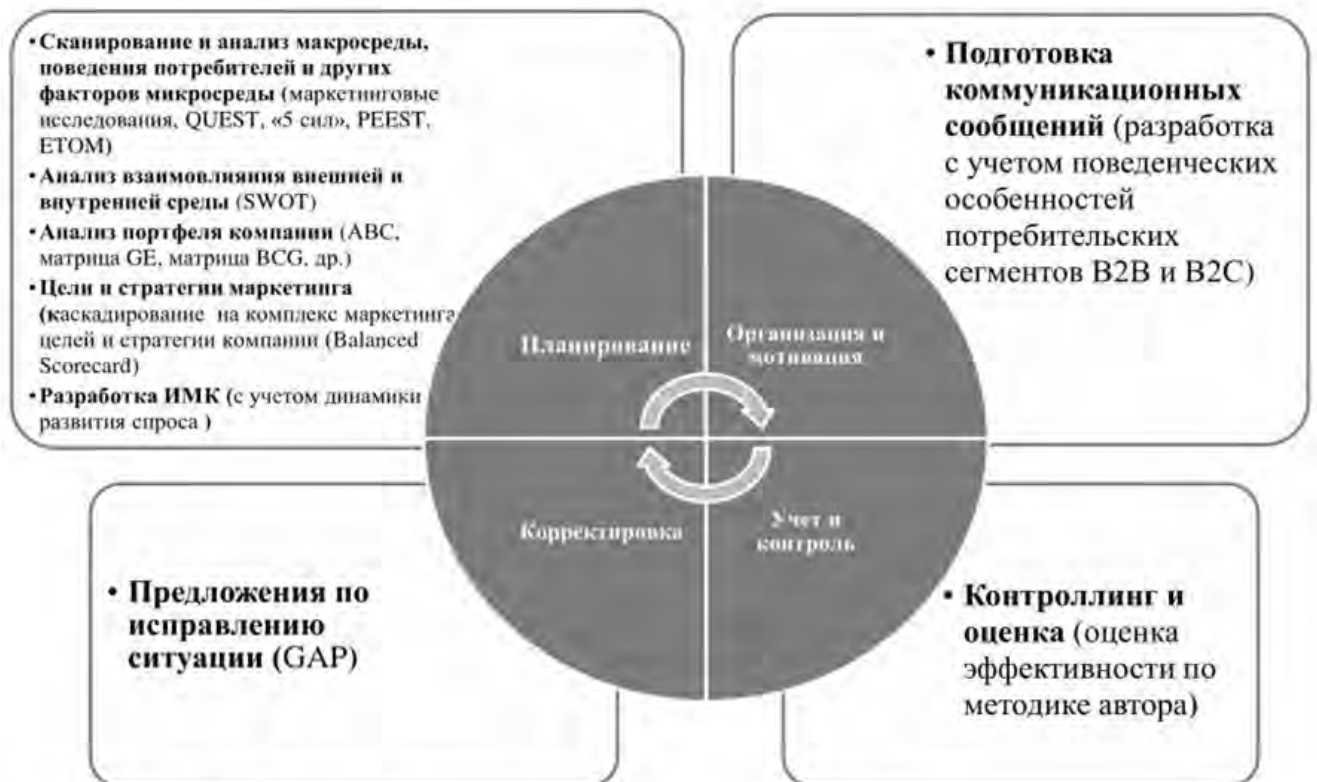 • Сканирование и анализ макросреды,
поведения потребителей и других
факторов микросреды (маркетинговые
исследования, QUEST, «5 сил», PEEST,
ETOM)
• Анализ взаимовлияния внешней и
внутренней среды (SWOT)
• Анализ портфеля компании (ABC,
матрица GE, матрица BCG, др.)
• Цели и стратегии маркетинга
(каскадирование на комплекс маркетинга
целей и стратегии компании (Balanced
Scorecard)
• Разработка ИМК (с учетом динамики
развития спроса )
• Подготовка
коммуникационных
сообщений (разработка
с учетом поведенческих
особенностей
потребительских
сегментов B2B и B2C)
Планирование
Организация и
мотивация
Корректировка
Учет и
контроль
• Предложения по
исправлению
ситуации (GAP)
• Контроллинг и
оценка (оценка
эффективности по
методике автора)